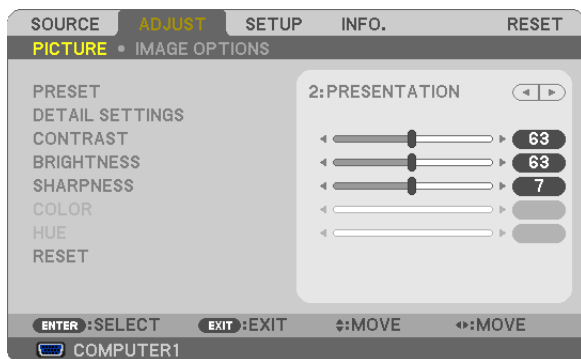 SOURCE ADJUST SETUP INFO. RESET
PICTURE • IMAGE OPTIONS
PRESET 2:PRESENTATION
DETAIL SETTINGS
CONTRAST 63
BRIGHTNESS 63
SHARPNESS 7
COLOR
HUE
RESET
ENTER:SELECT EXIT:EXIT :MOVE :MOVE
COMPUTER1